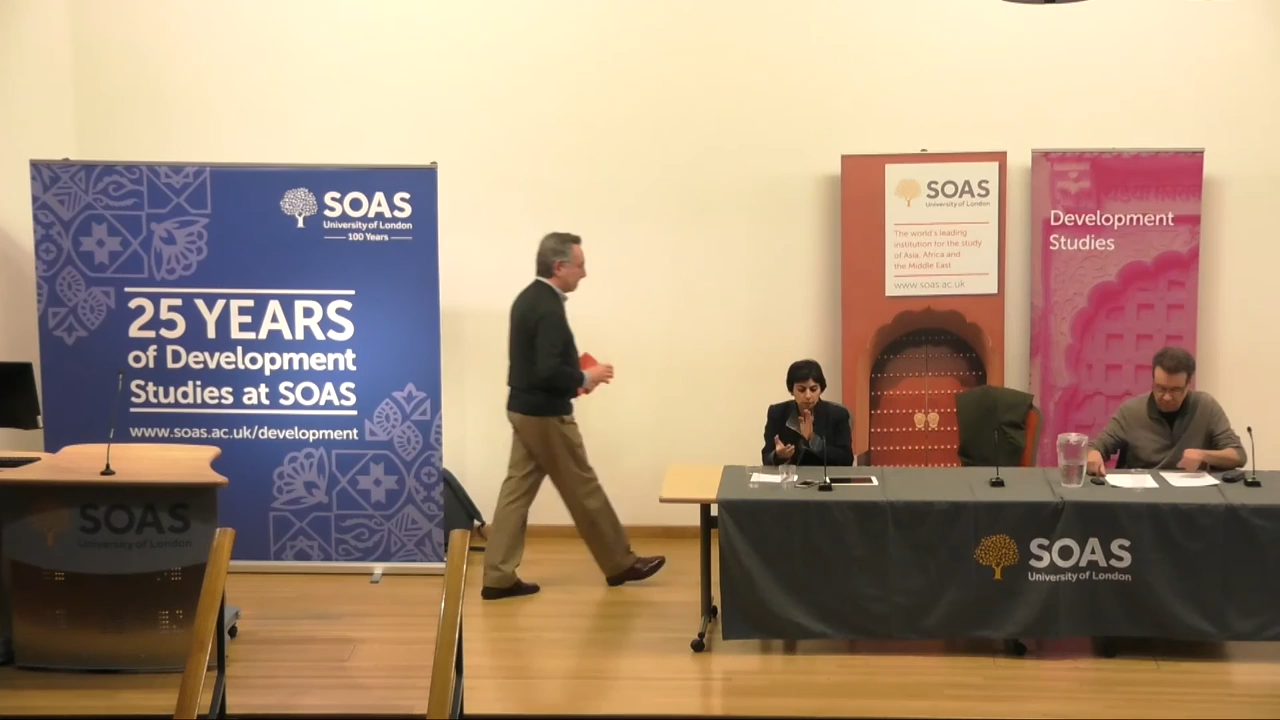 SOAS
University of London
100 Years
25 YEARS
of Development
Studies at SOAS
www.soas.ac.uk/development
SOAS
University of London
SOAS
University of London
The world's leading
institution for the study
of Asia, Africa and
the Middle East
www.soas.ac.uk
Development
Studies
SOAS
University of London